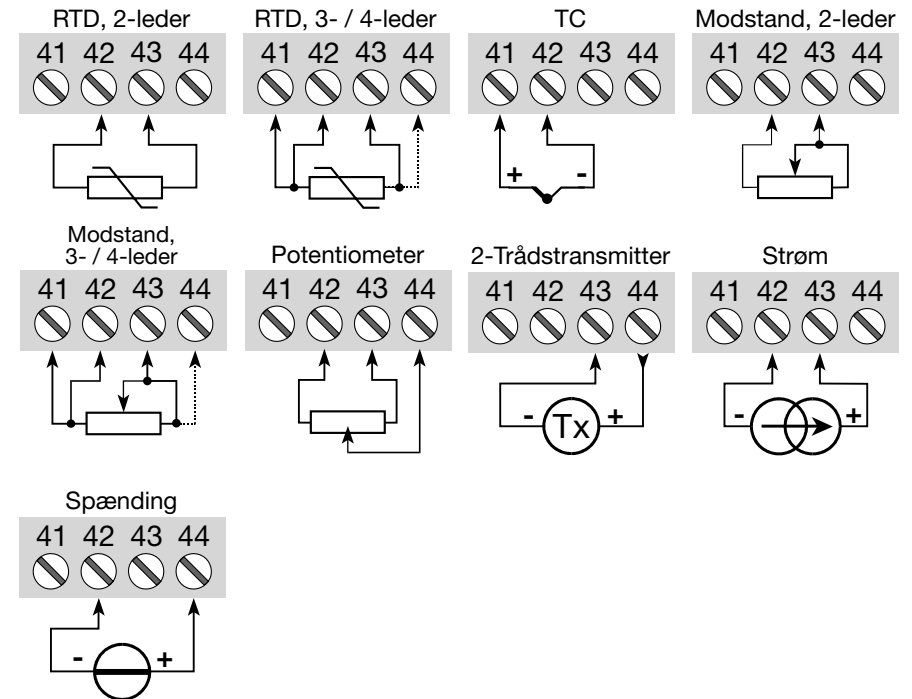 RTD, 2-leder
41 42 43 44
RTD, 3- / 4-leder
41 42 43 44
TC
41 42 43 44
+ -
Modstand, 2-leder
41 42 43 44
Modstand,
3- / 4-leder
41 42 43 44
Potentiometer
41 42 43 44
2-Trådstransmitter
41 42 43 44
- Tx +
Strøm
41 42 43 44
- +
Spænding
41 42 43 44
- +